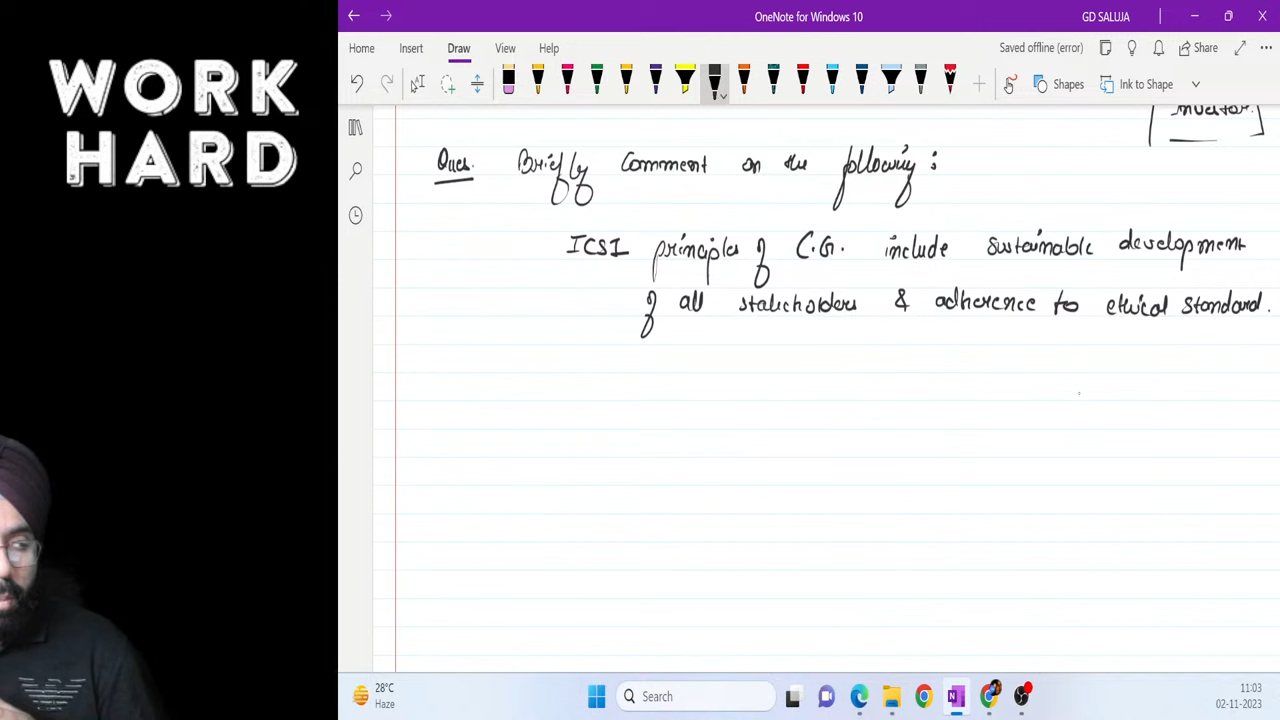 WORK
HARD
OneNote for Windows 10
GD SALUJA
Home Insert Draw View Help
Saved offline (error)
Share
Shapes
Ink to Shape
investor.
Ques. Briefly Comment on the following :
ICSI principles of C.G. include sustainable development
of all stakeholders & adherence to ethical standard.
28°C
Haze
Search
11:03
02-11-2023